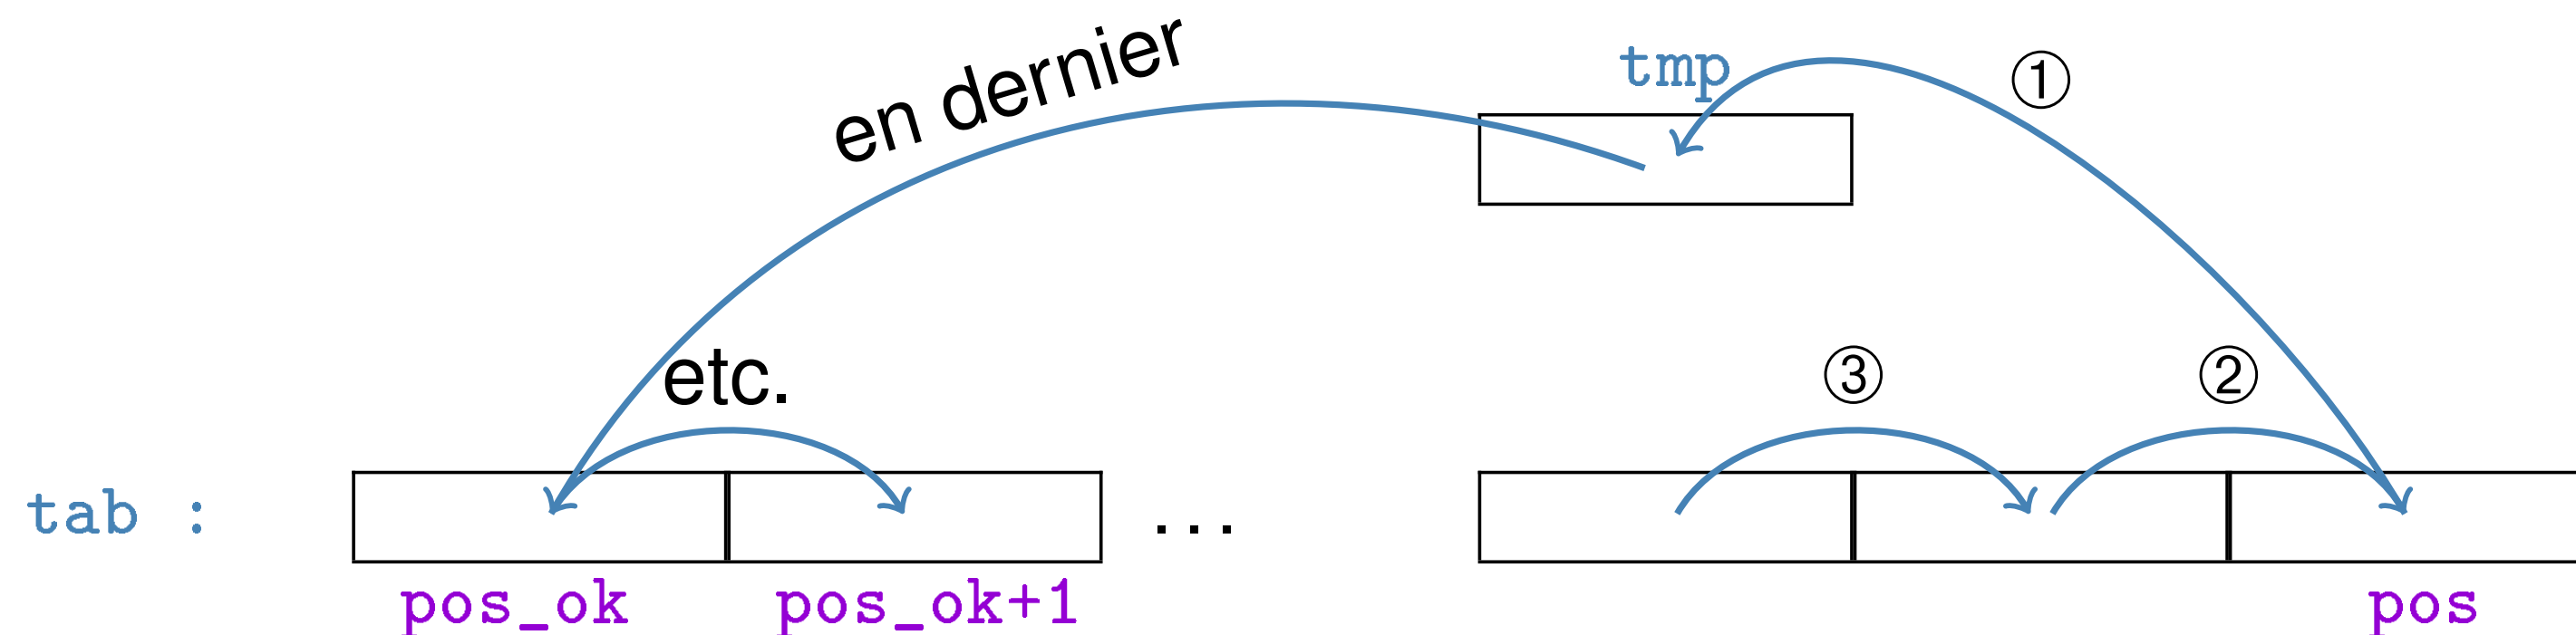 en dernier
tmp
①
etc.
③
②
tab :
...
pos_ok
pos_ok+1
pos